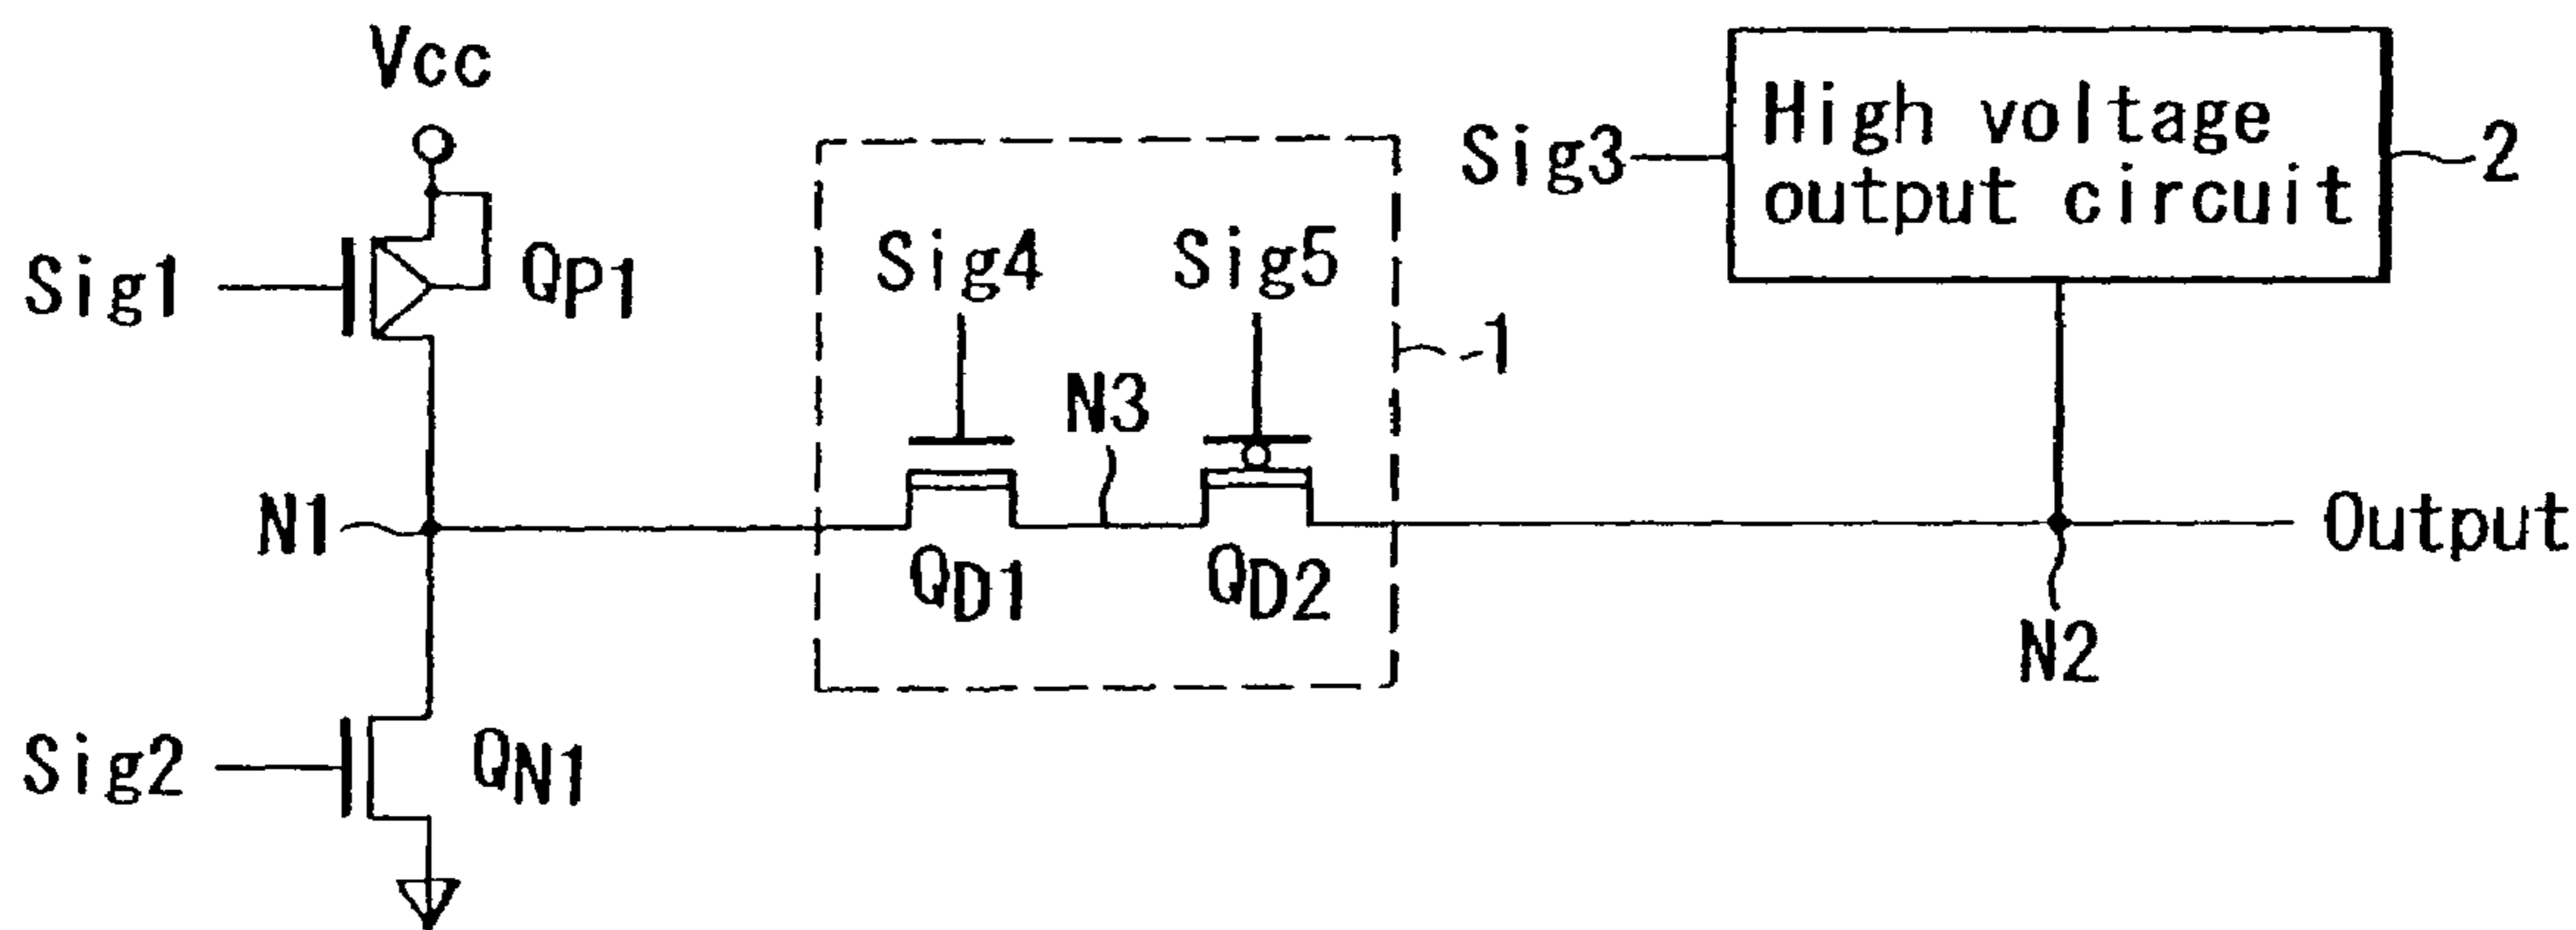 Vcc
High voltage
output circuit
2
Sig3
Sig4
Sig5
Sig1
QP1
1
N3
N1
Output
QD1
QD2
N2
Sig2
QN1